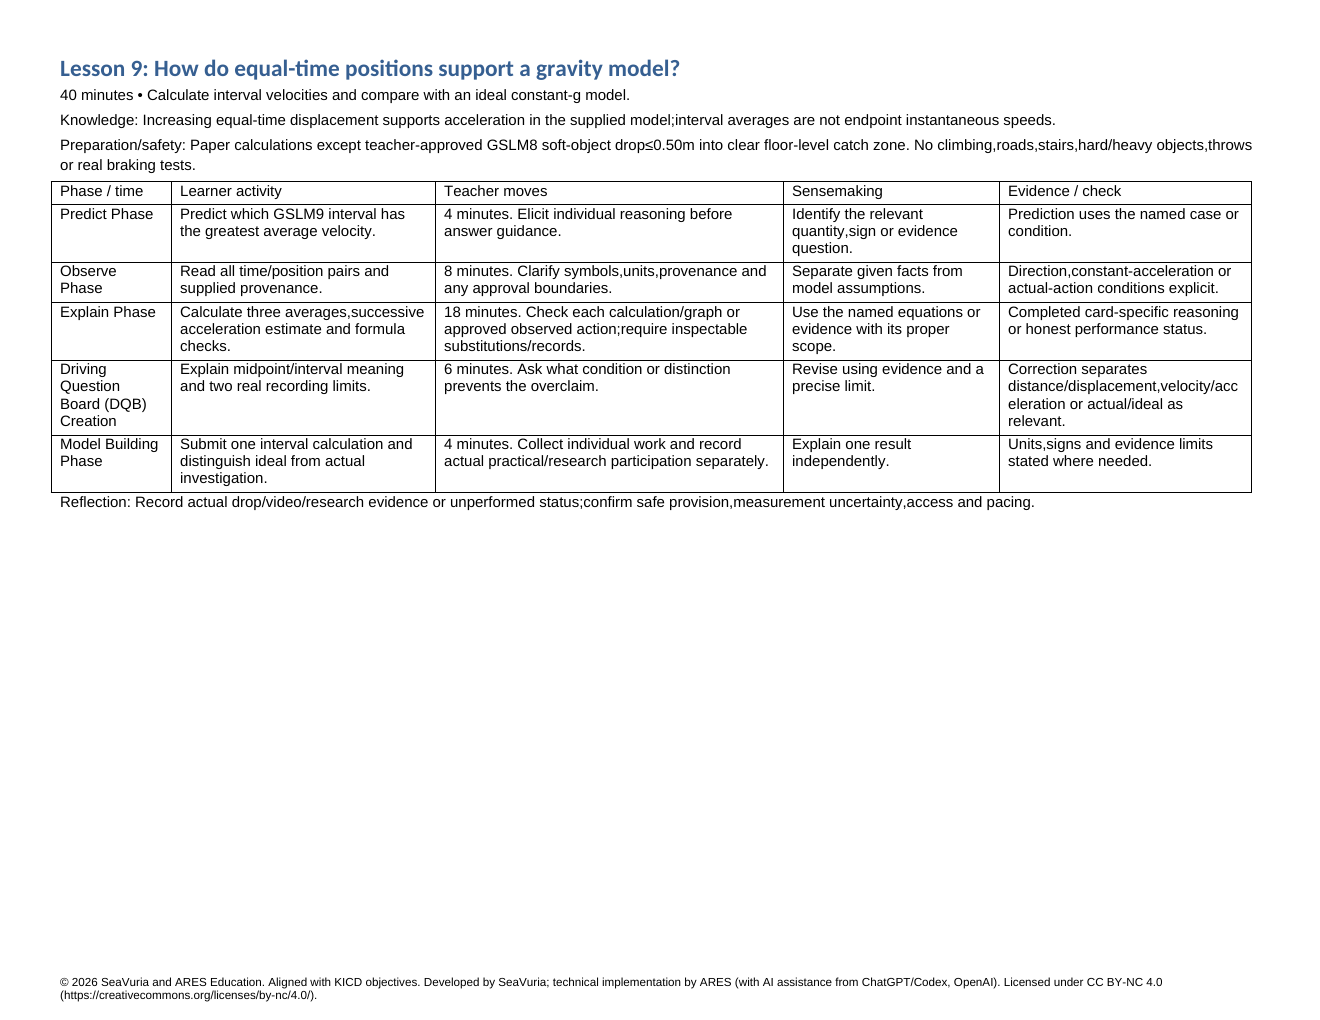 Lesson 9: How do equal-time positions support a gravity model?
40 minutes • Calculate interval velocities and compare with an ideal constant-g model.
Knowledge: Increasing equal-time displacement supports acceleration in the supplied model;interval averages are not endpoint instantaneous speeds.
Preparation/safety: Paper calculations except teacher-approved GSLM8 soft-object drop≤0.50m into clear floor-level catch zone. No climbing,roads,stairs,hard/heavy objects,throws
or real braking tests.
Phase / time
Learner activity
Teacher moves
Sensemaking
Evidence / check
Predict Phase
Predict which GSLM9 interval has
the greatest average velocity.
4 minutes. Elicit individual reasoning before
answer guidance.
Identify the relevant
quantity,sign or evidence
question.
Prediction uses the named case or
condition.
Observe
Phase
Read all time/position pairs and
supplied provenance.
8 minutes. Clarify symbols,units,provenance and
any approval boundaries.
Separate given facts from
model assumptions.
Direction,constant-acceleration or
actual-action conditions explicit.
Explain Phase
Calculate three averages,successive
acceleration estimate and formula
checks.
18 minutes. Check each calculation/graph or
approved observed action;require inspectable
substitutions/records.
Use the named equations or
evidence with its proper
scope.
Completed card-specific reasoning
or honest performance status.
Driving
Question
Board (DQB)
Creation
Explain midpoint/interval meaning
and two real recording limits.
6 minutes. Ask what condition or distinction
prevents the overclaim.
Revise using evidence and a
precise limit.
Correction separates
distance/displacement,velocity/acc
eleration or actual/ideal as
relevant.
Model Building
Phase
Submit one interval calculation and
distinguish ideal from actual
investigation.
4 minutes. Collect individual work and record
actual practical/research participation separately.
Explain one result
independently.
Units,signs and evidence limits
stated where needed.
Reflection: Record actual drop/video/research evidence or unperformed status;confirm safe provision,measurement uncertainty,access and pacing.
© 2026 SeaVuria and ARES Education. Aligned with KICD objectives. Developed by SeaVuria; technical implementation by ARES (with AI assistance from ChatGPT/Codex, OpenAI). Licensed under CC BY-NC 4.0
(https://creativecommons.org/licenses/by-nc/4.0/).